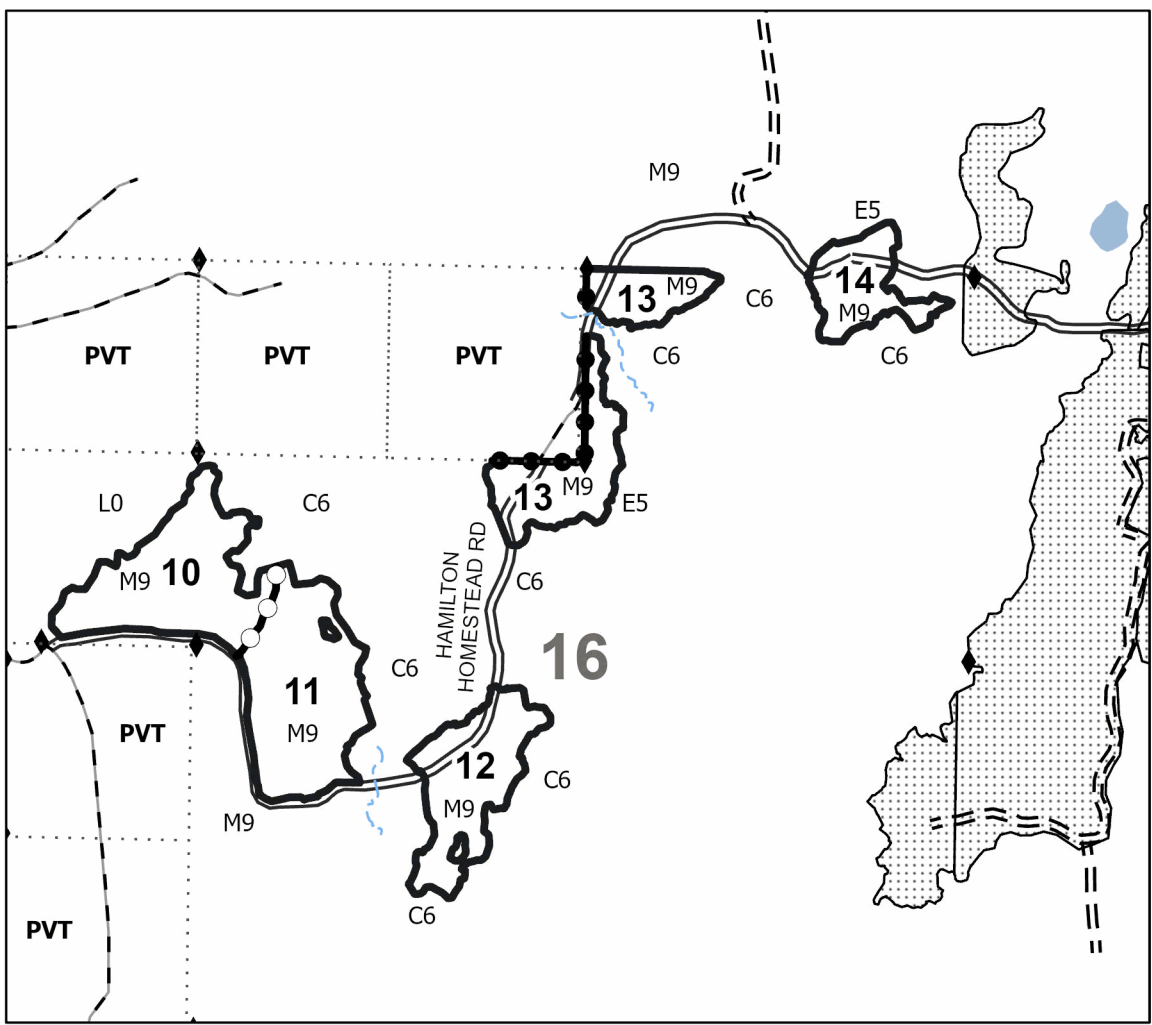 M9
E5
M9
13
14
C6
M9
PVT
PVT
PVT
C6
C6
M9
L0
C6
13
E5
M9
10
C6
HAMILTON
HOMESTEAD RD
16
C6
11
PVT
M9
12
C6
M9
M9
C6
PVT